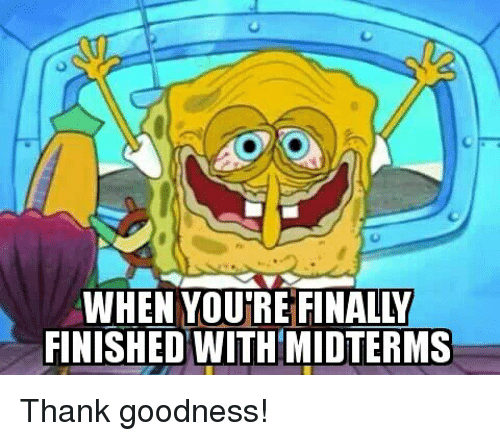 WHEN YOU'RE FINALLY
FINISHED WITH MIDTERMS
Thank goodness!